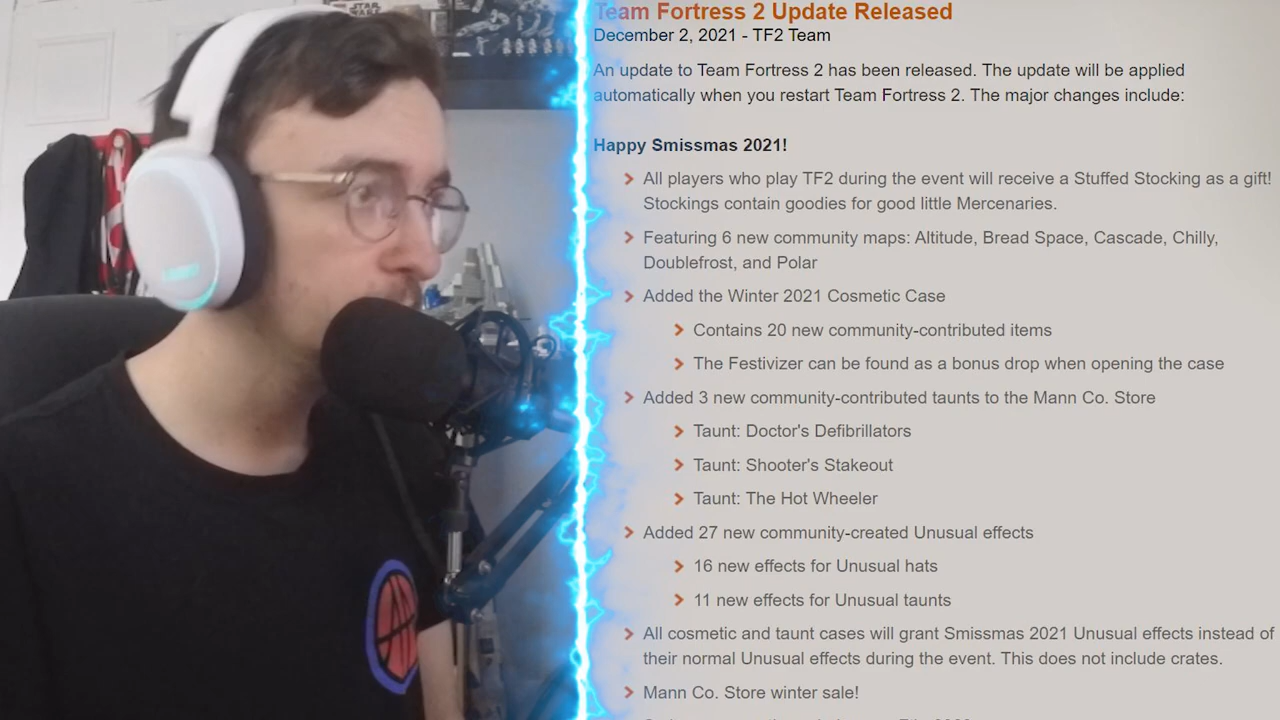 STAR WARS
Team Fortress 2 Update Released
December 2, 2021 - TF2 Team
An update to Team Fortress 2 has been released. The update will be applied
automatically when you restart Team Fortress 2. The major changes include:
Happy Smissmas 2021!
All players who play TF2 during the event will receive a Stuffed Stocking as a gift!
Stockings contain goodies for good little Mercenaries.
Featuring 6 new community maps: Altitude, Bread Space, Cascade, Chilly,
Doublefrost, and Polar
Added the Winter 2021 Cosmetic Case
Contains 20 new community-contributed items
The Festivizer can be found as a bonus drop when opening the case
Added 3 new community-contributed taunts to the Mann Co. Store
Taunt: Doctor's Defibrillators
Taunt: Shooter's Stakeout
Taunt: The Hot Wheeler
Added 27 new community-created Unusual effects
16 new effects for Unusual hats
11 new effects for Unusual taunts
All cosmetic and taunt cases will grant Smissmas 2021 Unusual effects instead of
their normal Unusual effects during the event. This does not include crates.
Mann Co. Store winter sale!